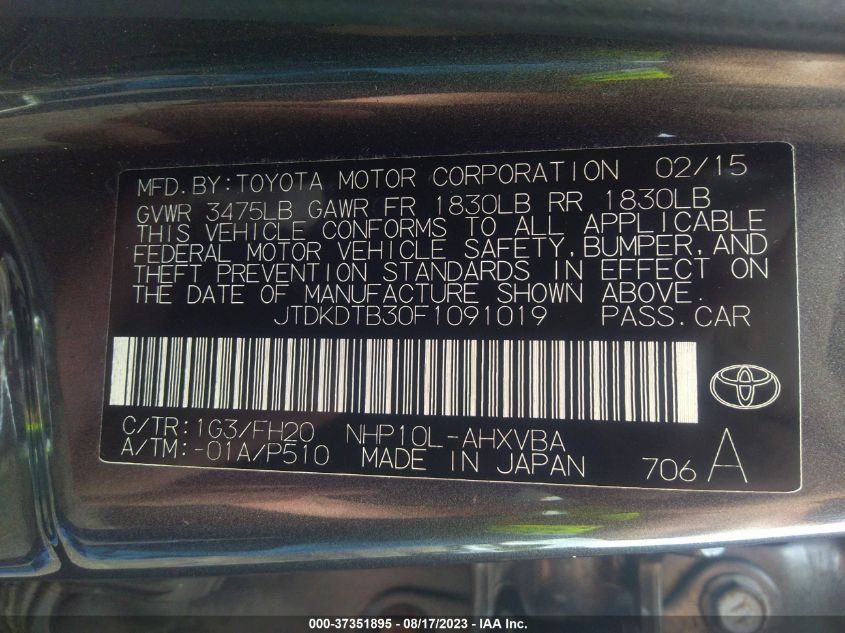 MFD.BY:TOYOTA MOTOR CORPORATION 02/15
GVWR 3475LB GAWR FR 1830LB RR 1830LB
THIS VEHICLE CONFORMS TO ALL APPLICABLE
FEDERAL MOTOR VEHICLE SAFETY,BUMPER,AND
THEFT PREVENTION STANDARDS IN EFFECT ON
THE DATE OF MANUFACTURE SHOWN ABOVE.
JTDKDTB30F1091019 PASS.CAR
C/TR:1G3/FH20 NHP10L-AHXVBA
A/TM:-01A/P510 MADE IN JAPAN 706 A
000-37351895 - 08/17/2023 - IAA Inc.